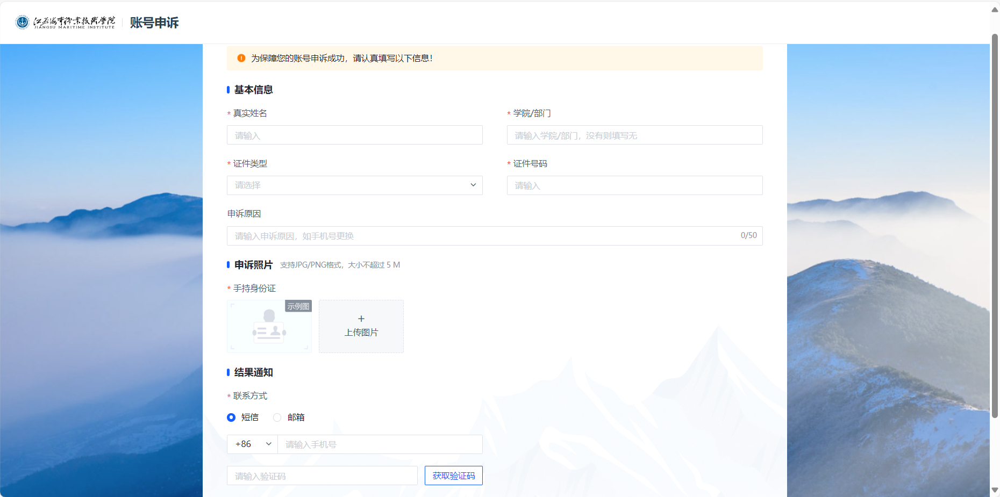 江苏海事职业技术学院
JIANGSU MARITIME INSTITUTE
账号申诉
为保障您的账号申诉成功，请认真填写以下信息！
基本信息
* 真实姓名
* 学院/部门
请输入
请输入学院/部门，没有则填写无
* 证件类型
* 证件号码
请选择
请输入
申诉原因
请输入申诉原因，如手机号更换
0/50
申诉照片 支持JPG/PNG格式，大小不超过 5 M
* 手持身份证
示例图
上传图片
结果通知
* 联系方式
短信 邮箱
+86 请输入手机号
请输入验证码 获取验证码